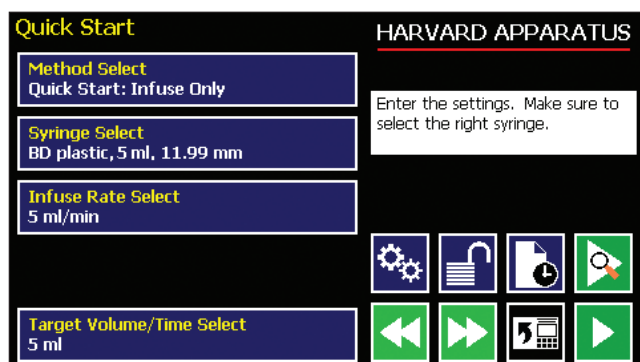 Quick Start
Method Select
Quick Start: Infuse Only
Syringe Select
BD plastic, 5 ml, 11.99 mm
Infuse Rate Select
5 ml/min
Target Volume/Time Select
5 ml
HARVARD APPARATUS
Enter the settings. Make sure to
select the right syringe.